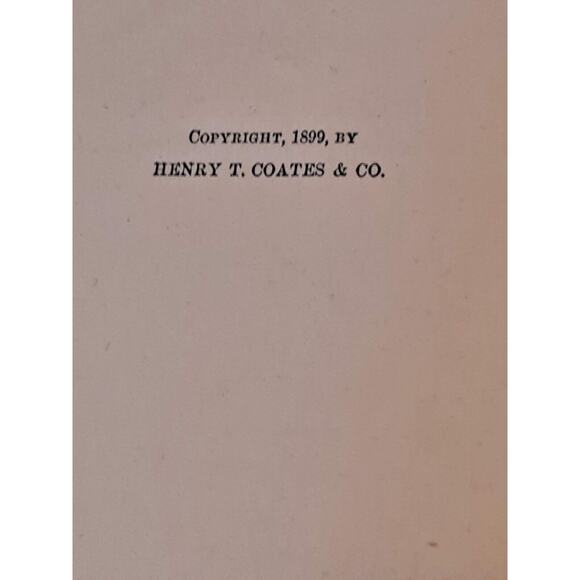 COPYRIGHT, 1899, BY
HENRY T. COATES & CO.